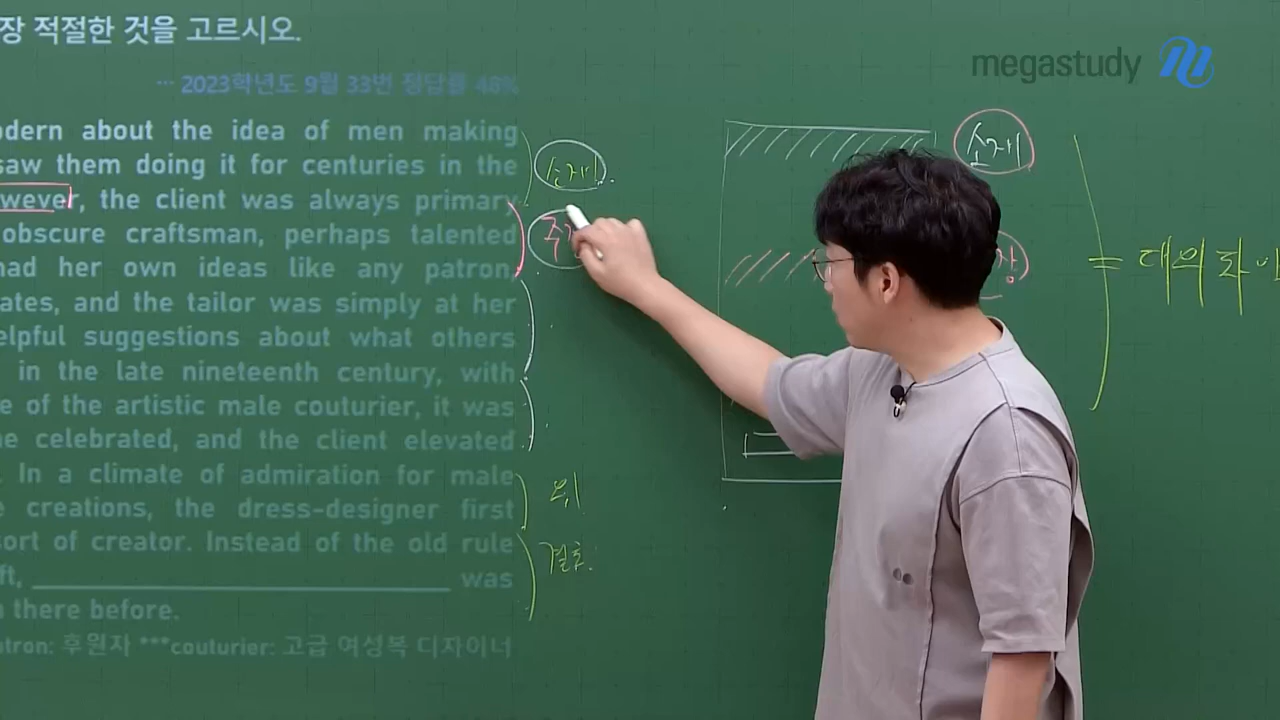 장 적절한 것을 고르시오.
··· 2023학년도 9월 33번 정답률 48%
odern about the idea of men making
saw them doing it for centuries in the
wever, the client was always primary
obscure craftsman, perhaps talented
had her own ideas like any patron,
ates, and the tailor was simply at her
elpful suggestions about what others
in the late nineteenth century, with
e of the artistic male couturier, it was
e celebrated, and the client elevated
. In a climate of admiration for male
e creations, the dress-designer first
sort of creator. Instead of the old rule
ft, ____________________ was
n there before.
atron: 후원자 ***couturier: 고급 여성복 디자이너
소재
주
결론.
megastudy
소재
장
= 대의파악